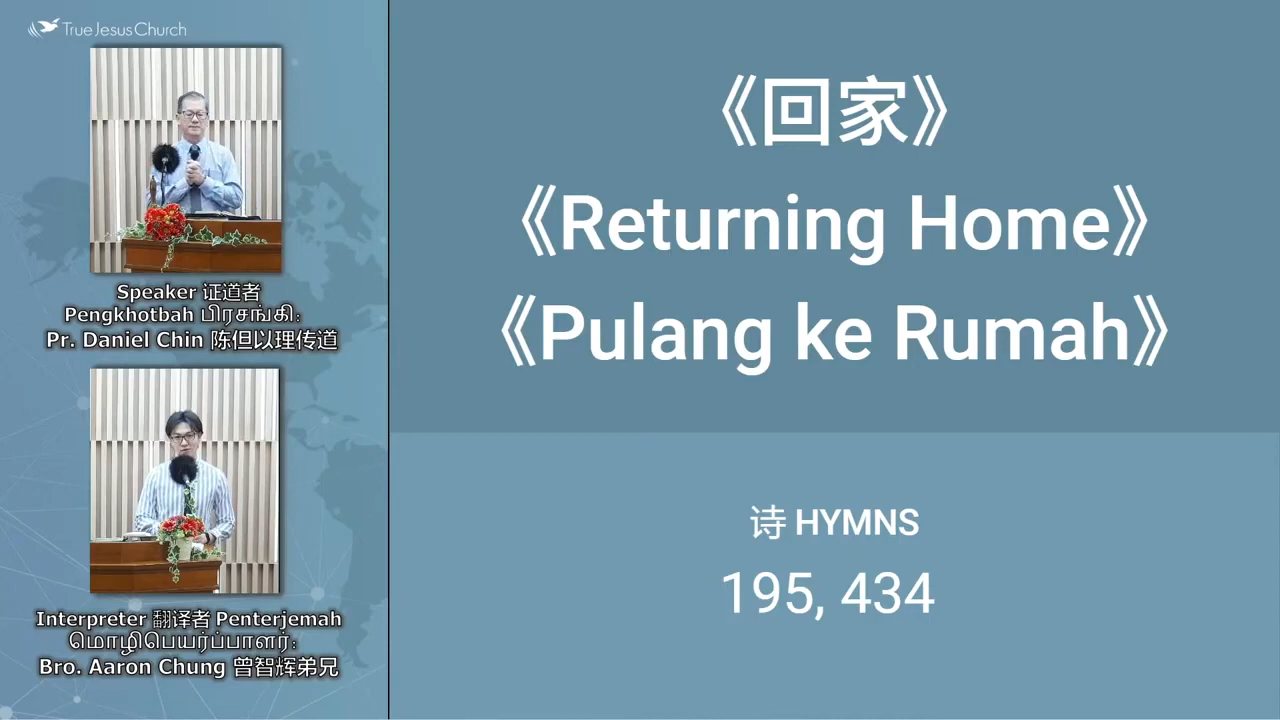 True Jesus Church
Speaker 证道者
Pengkhotbah பிரசங்கி:
Pr. Daniel Chin 陈但以理传道
Interpreter 翻译者 Penterjemah
மொழிபெயர்ப்பாளர்:
Bro. Aaron Chung 曾智辉弟兄
《回家》
《Returning Home》
《Pulang ke Rumah》
诗 HYMNS
195, 434